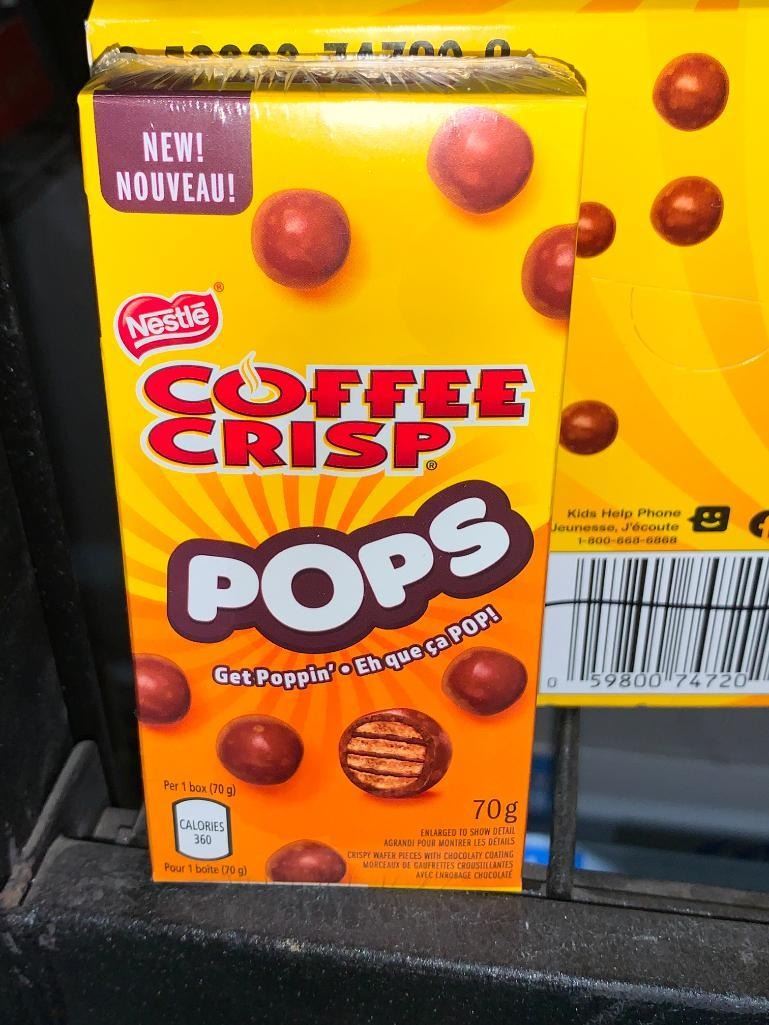 NEW!
NOUVEAU!
Nestlé®
COFFEE
CRISP®
POPS
Get Poppin' • Eh que ça POP!
Per 1 box (70 g)
CALORIES
360
Pour 1 boîte (70 g)
70g
ENLARGED TO SHOW DETAIL
AGRANDI POUR MONTRER LES DÉTAILS
CRISPY WAFER PIECES WITH CHOCOLATY COATING
MORCEAUX DE GAUFRETTES CROUSTILLANTES
AVEC ENROBAGE CHOCOLATÉ
Kids Help Phone
Jeunesse, J'écoute
1-800-668-6868
0 59800 74720